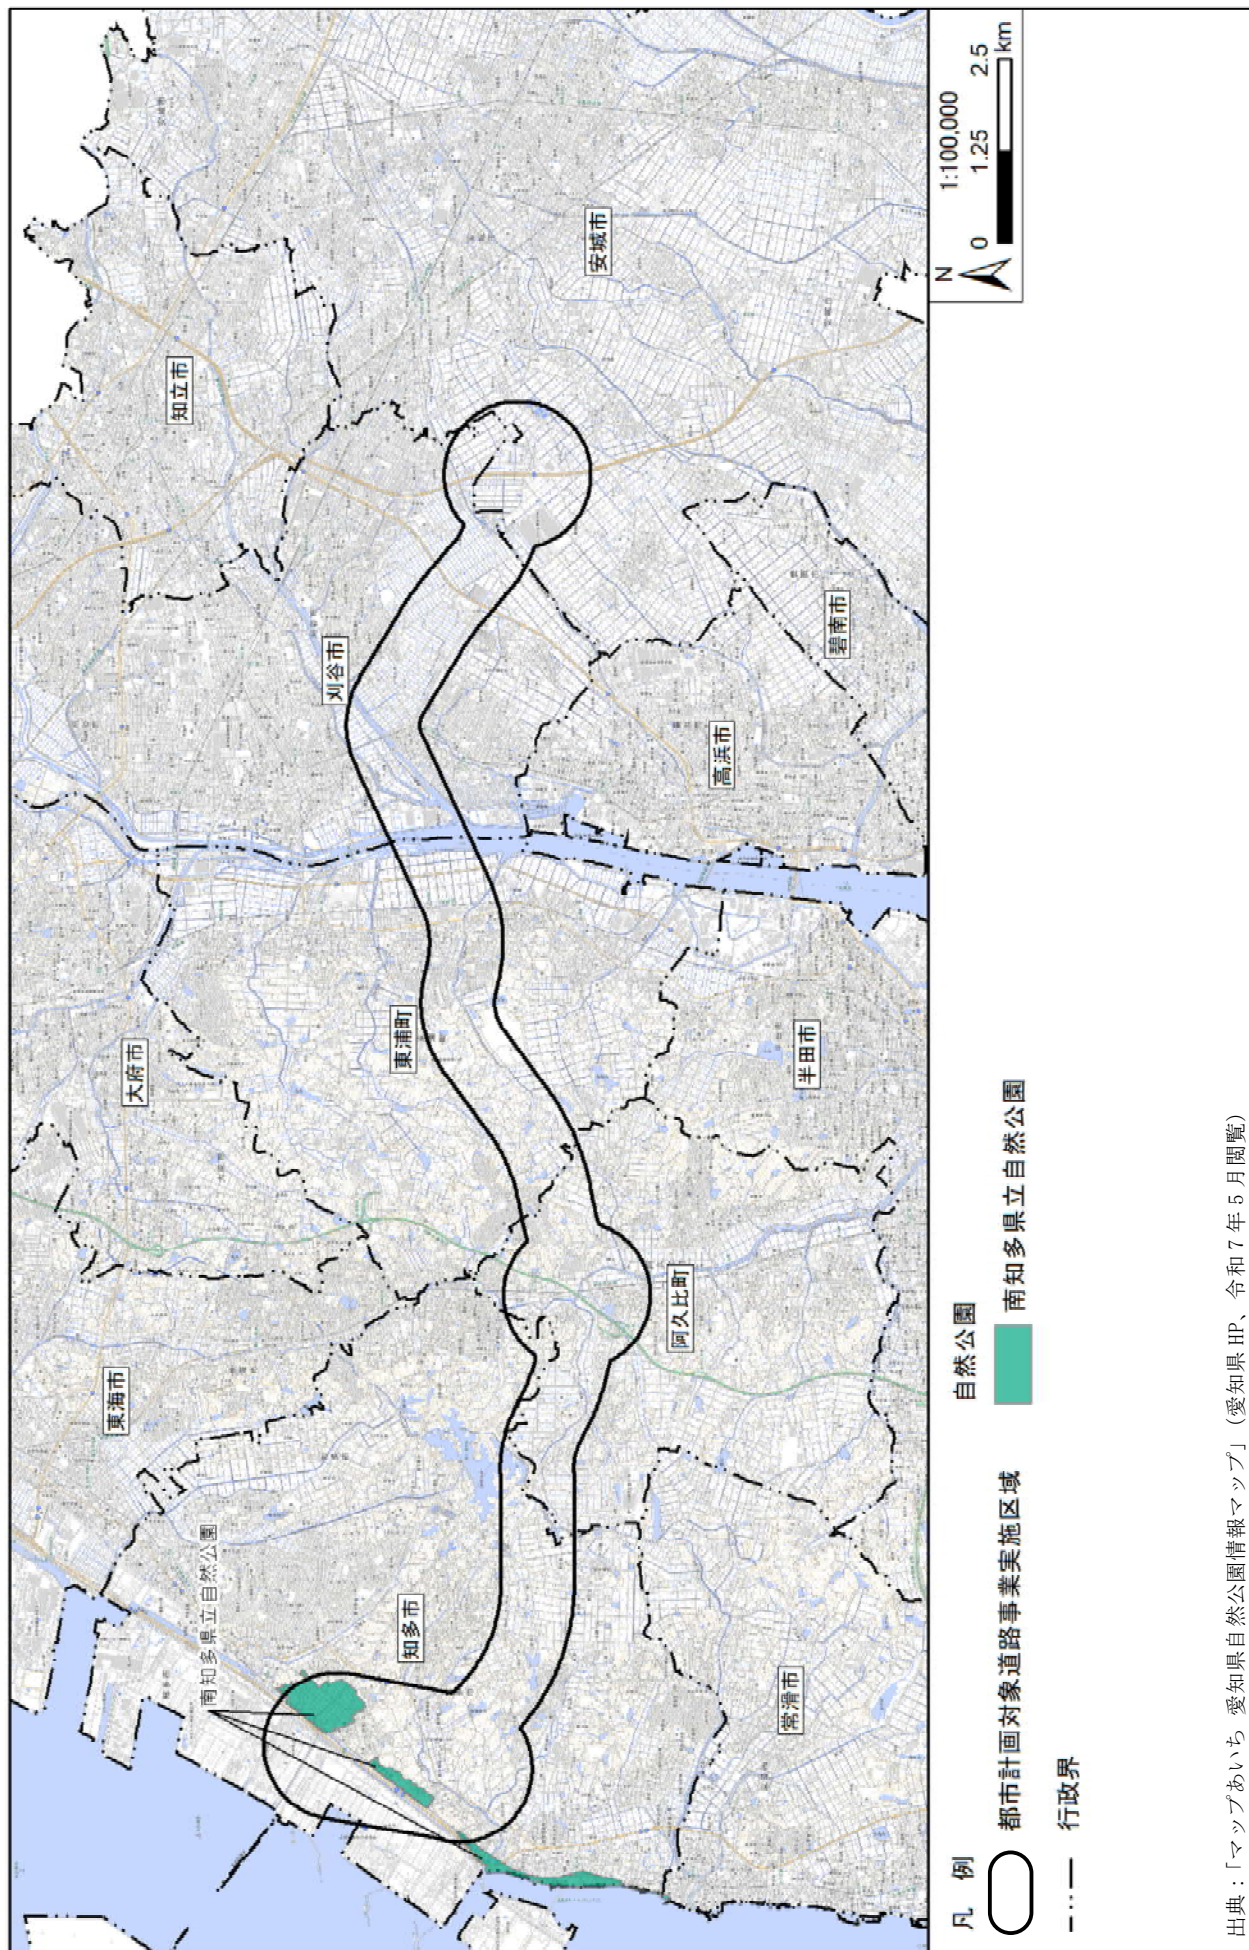 知立市
安城市
刈谷市
碧南市
高浜市
大府市
東浦町
半田市
東海市
阿久比町
南知多県立自然公園
知多市
常滑市
N
1:100,000
0 1.25 2.5
km
凡 例
都市計画対象道路事業実施区域
行政界
自然公園
南知多県立自然公園
出典：「マップあいち 愛知県自然公園情報マップ」（愛知県 HP、令和7年5月閲覧）